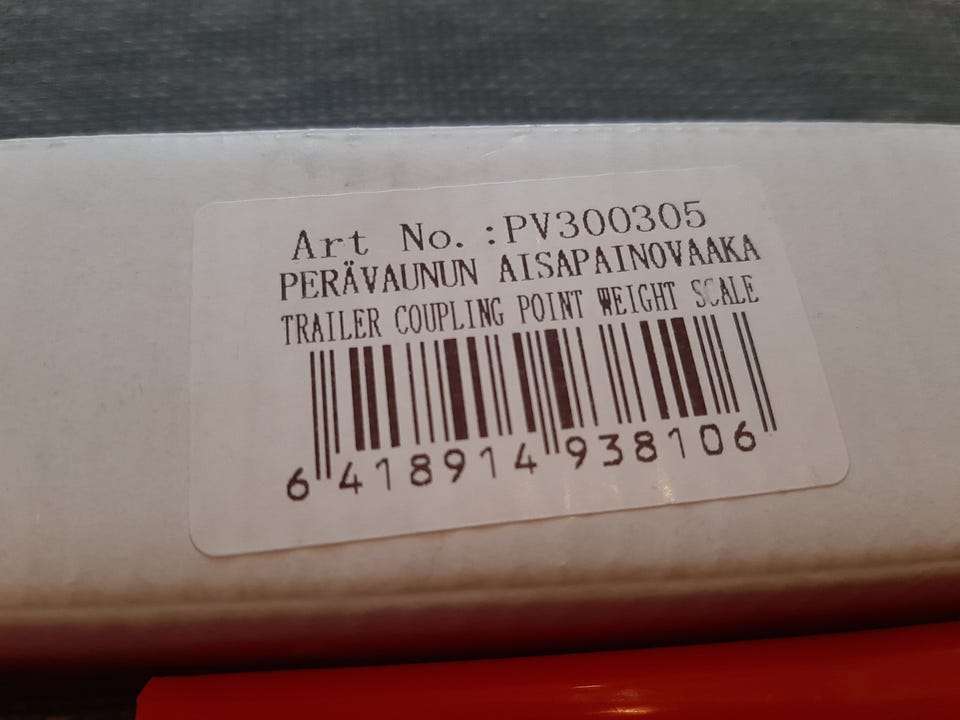 Art No.:PV300305
PERÄVAUNUN AISAPAINOVAAKA
TRAILER COUPLING POINT WEIGHT SCALE
6 418914 938106